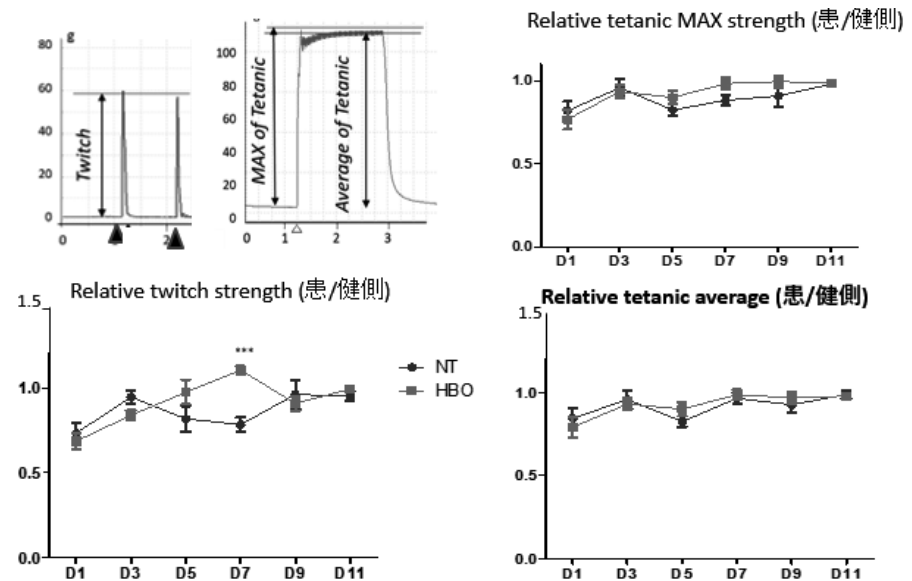 g
80
60
40
20
0
Twitch
0
2
100
80
60
40
20
0
MAX of Tetanic
Average of Tetanic
0 1 2 3
Relative tetanic MAX strength (患/健側)
1.0
0.5
0.0
D1 D3 D5 D7 D9 D11
Relative twitch strength (患/健側)
1.5
1.0
0.5
0.0
***
NT
HBO
D1 D3 D5 D7 D9 D11
Relative tetanic average (患/健側)
1.5
1.0
0.5
0.0
D1 D3 D5 D7 D9 D11